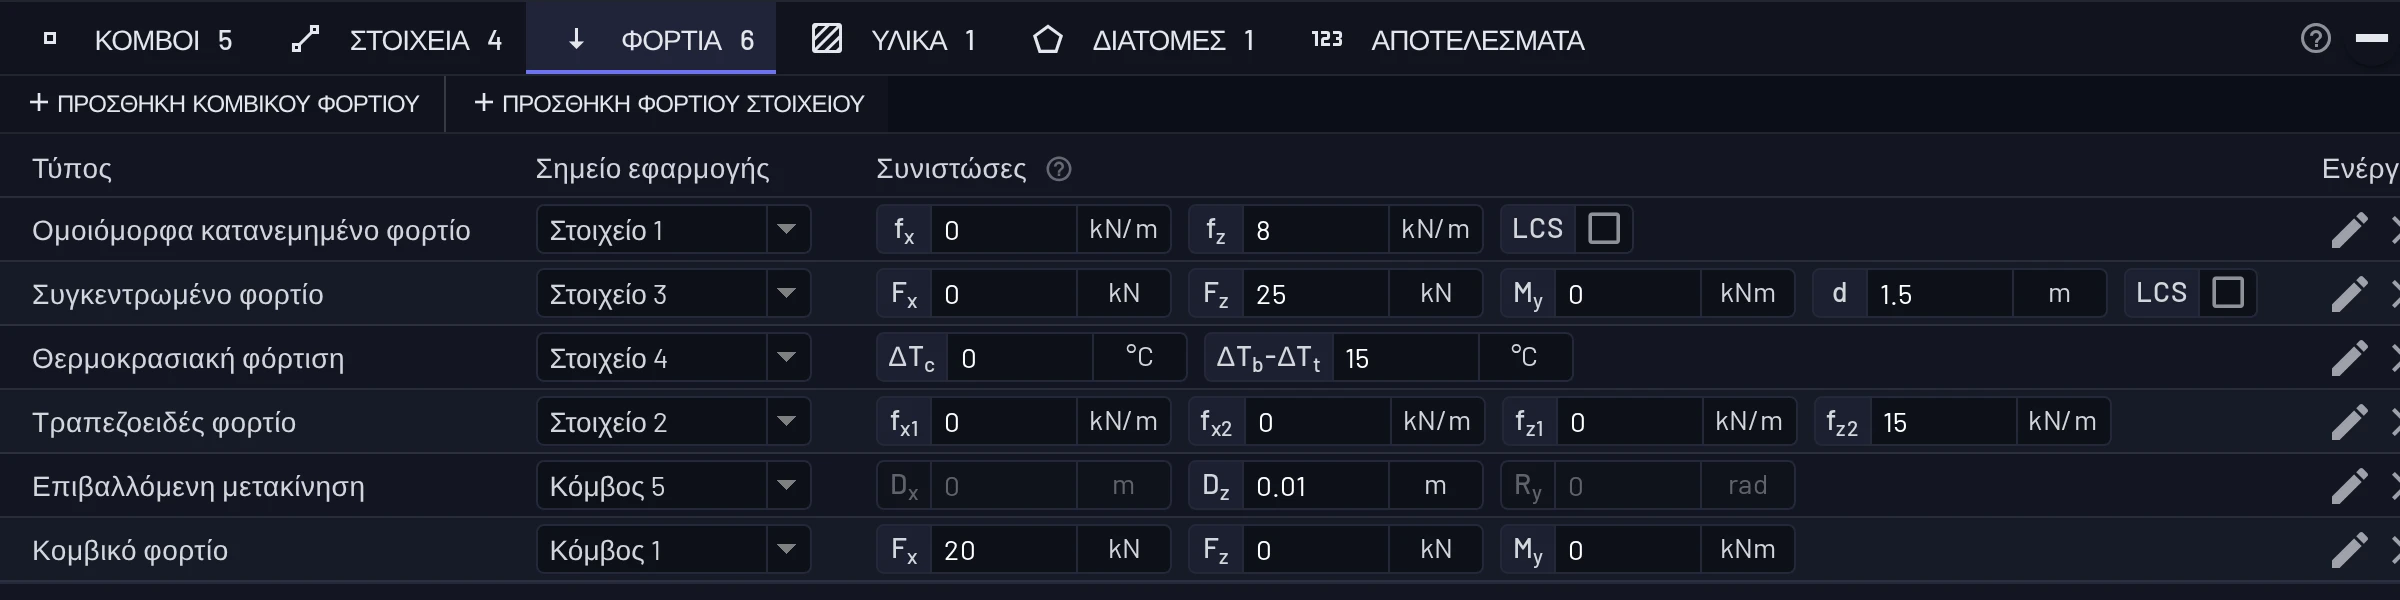 ΚΟΜΒΟΙ 5 ΣΤΟΙΧΕΙΑ 4 ΦΟΡΤΙΑ 6 ΥΛΙΚΑ 1 ΔΙΑΤΟΜΕΣ 1 123 ΑΠΟΤΕΛΕΣΜΑΤΑ
+ ΠΡΟΣΘΗΚΗ ΚΟΜΒΙΚΟΥ ΦΟΡΤΙΟΥ + ΠΡΟΣΘΗΚΗ ΦΟΡΤΙΟΥ ΣΤΟΙΧΕΙΟΥ
Τύπος Σημείο εφαρμογής Συνιστώσες Ενέργ
Ομοιόμορφα κατανεμημένο φορτίο Στοιχείο 1 fx 0 kN/m fz 8 kN/m LCS
Συγκεντρωμένο φορτίο Στοιχείο 3 Fx 0 kN Fz 25 kN My 0 kNm d 1.5 m LCS
Θερμοκρασιακή φόρτιση Στοιχείο 4 ΔTc 0 °C ΔTb-ΔTt 15 °C
Τραπεζοειδές φορτίο Στοιχείο 2 fx1 0 kN/m fx2 0 kN/m fz1 0 kN/m fz2 15 kN/m
Επιβαλλόμενη μετακίνηση Κόμβος 5 Dx 0 m Dz 0.01 m Ry 0 rad
Κομβικό φορτίο Κόμβος 1 Fx 20 kN Fz 0 kN My 0 kNm